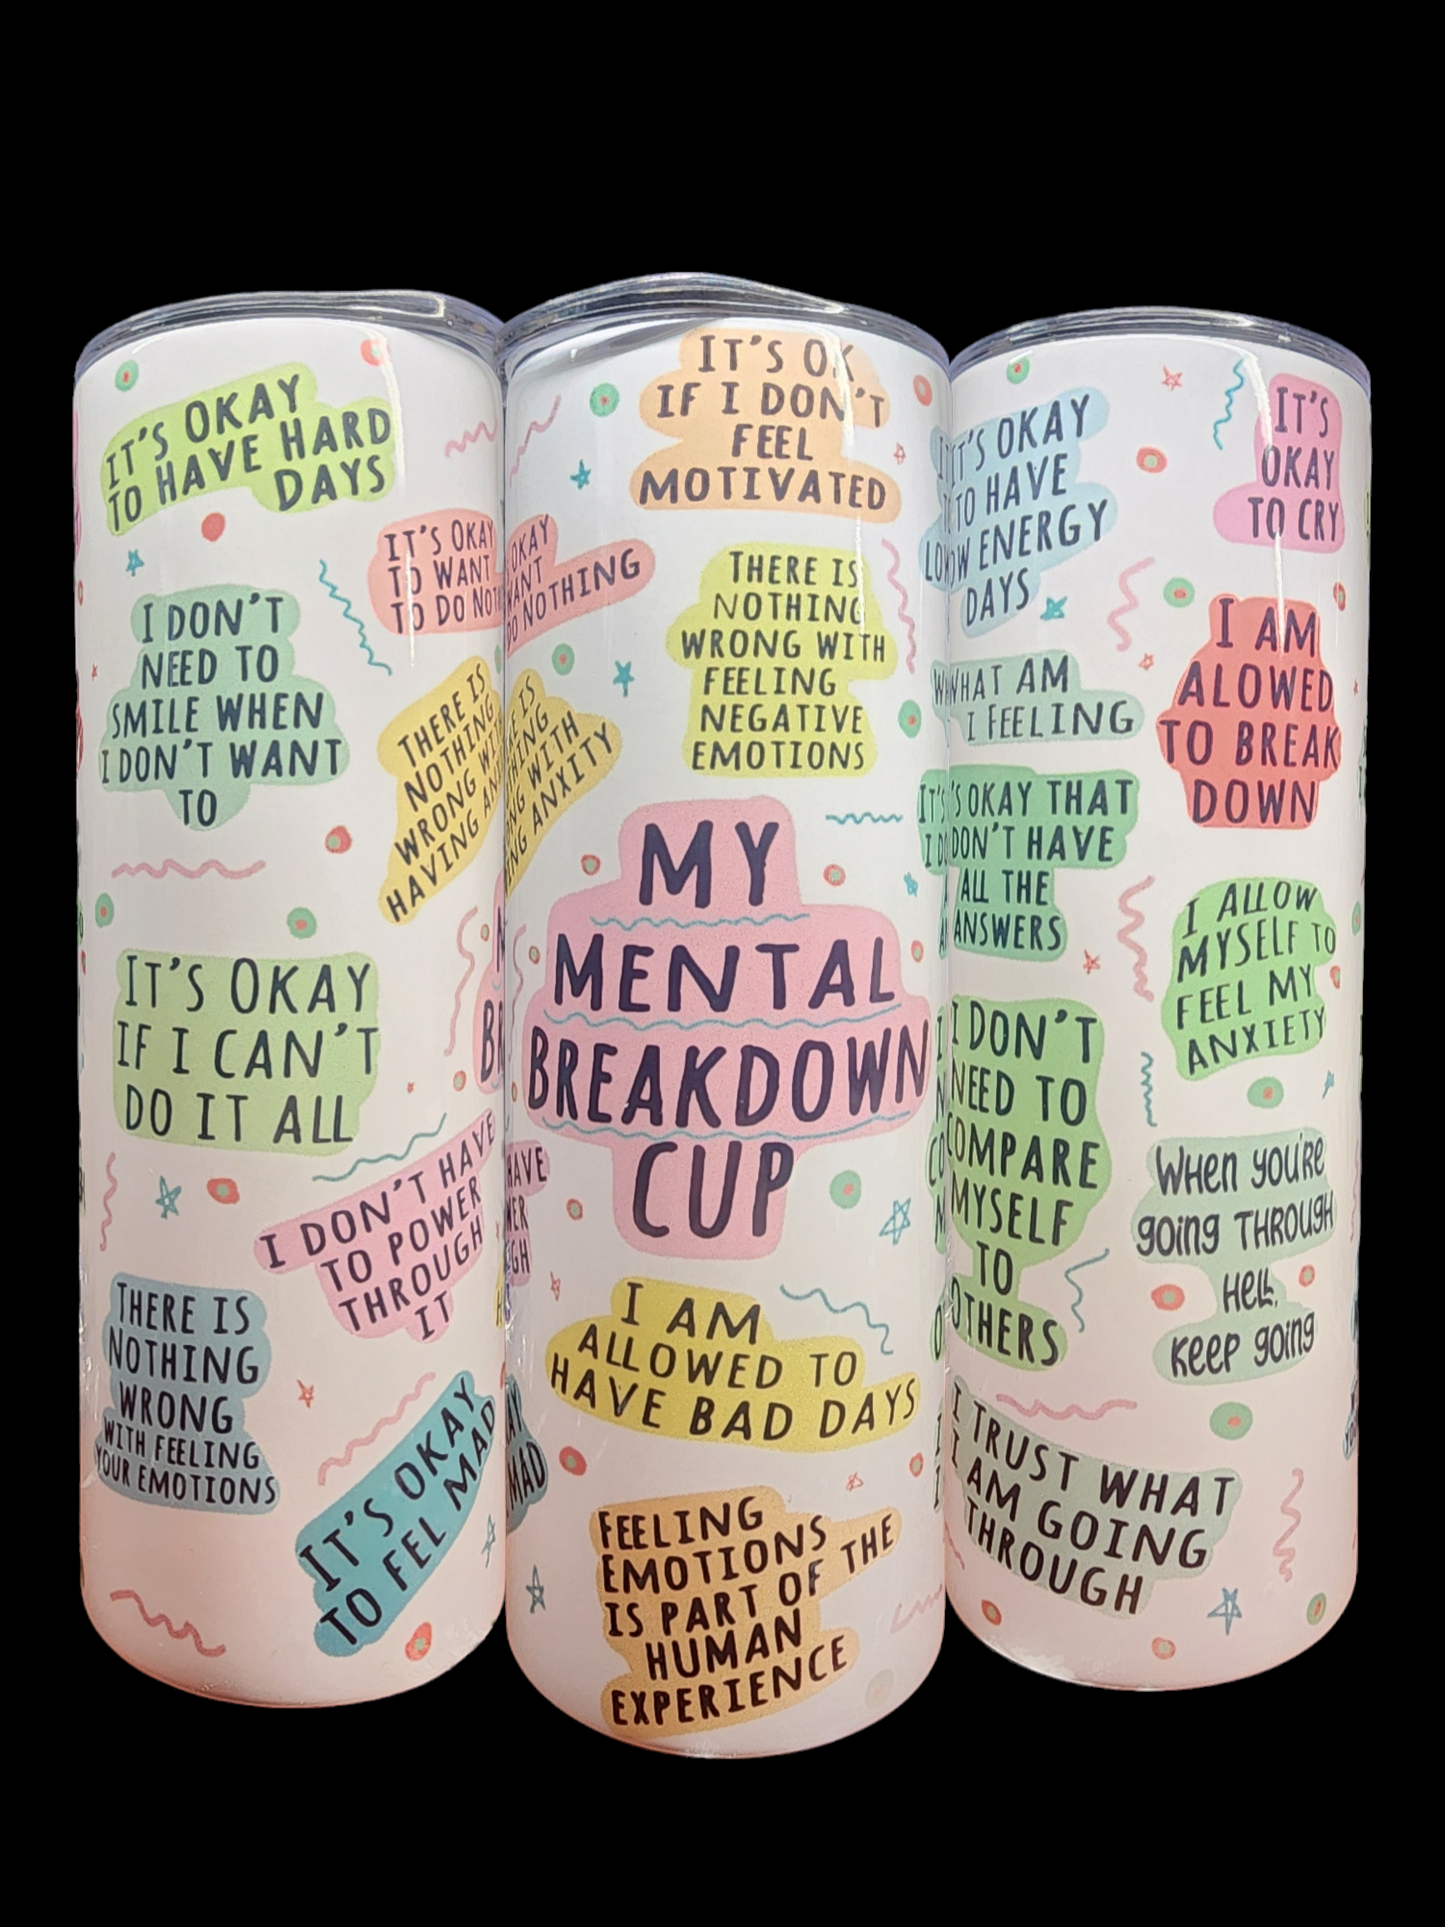 IT'S OKAY
TO HAVE HARD
DAYS
IT'S OKAY
TO WANT
TO DO NOTHING
I DON'T
NEED TO
SMILE WHEN
I DON'T WANT
TO
THERE IS
NOTHING
WRONG WITH
HAVING ANXITY
IT'S OKAY
IF I CAN'T
DO IT ALL
I DON'T HAVE
TO POWER
THROUGH
IT
THERE IS
NOTHING
WRONG
WITH FEELING
YOUR EMOTIONS
IT'S OKAY
TO FEL MAD
IT'S OK
IF I DON'T
FEEL
MOTIVATED
THERE IS
NOTHING
WRONG WITH
FEELING
NEGATIVE
EMOTIONS
MY
MENTAL
BREAKDOWN
CUP
I AM
ALLOWED TO
HAVE BAD DAYS
FEELING
EMOTIONS
IS PART OF THE
HUMAN
EXPERIENCE
IT'S OKAY
TO HAVE
LOW ENERGY
DAYS
WHAT AM
I FEELING
IT'S OKAY THAT
I DON'T HAVE
ALL THE
ANSWERS
I DON'T
NEED TO
COMPARE
MYSELF
TO
OTHERS
I TRUST WHAT
I AM GOING
THROUGH
IT'S
OKAY
TO CRY
I AM
ALOWED
TO BREAK
DOWN
I ALLOW
MYSELF TO
FEEL MY
ANXIETY
When you're
going THROUGH
Hell,
keep going